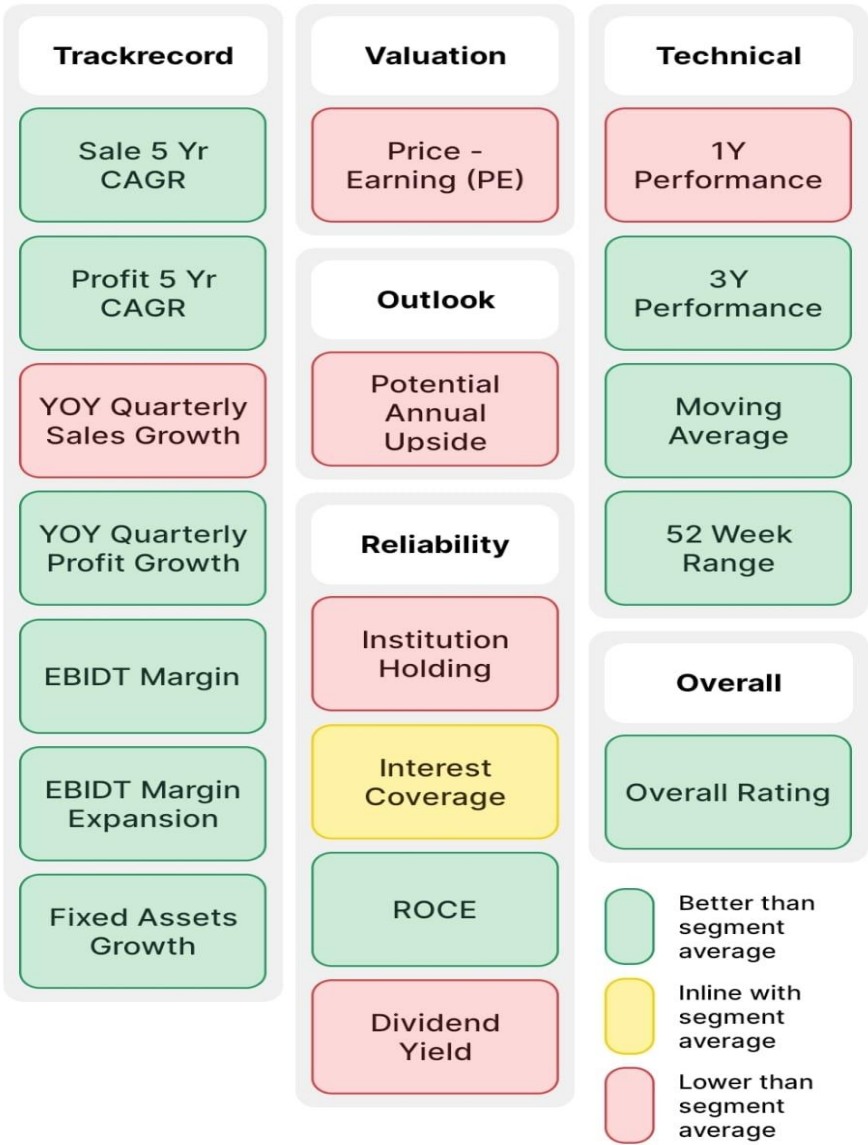 Trackrecord
Sale 5 Yr
CAGR
Profit 5 Yr
CAGR
YOY Quarterly
Sales Growth
YOY Quarterly
Profit Growth
EBIDT Margin
EBIDT Margin
Expansion
Fixed Assets
Growth
Valuation
Price -
Earning (PE)
Outlook
Potential
Annual
Upside
Reliability
Institution
Holding
Interest
Coverage
ROCE
Dividend
Yield
Technical
1Y
Performance
3Y
Performance
Moving
Average
52 Week
Range
Overall
Overall Rating
Better than
segment
average
Inline with
segment
average
Lower than
segment
average